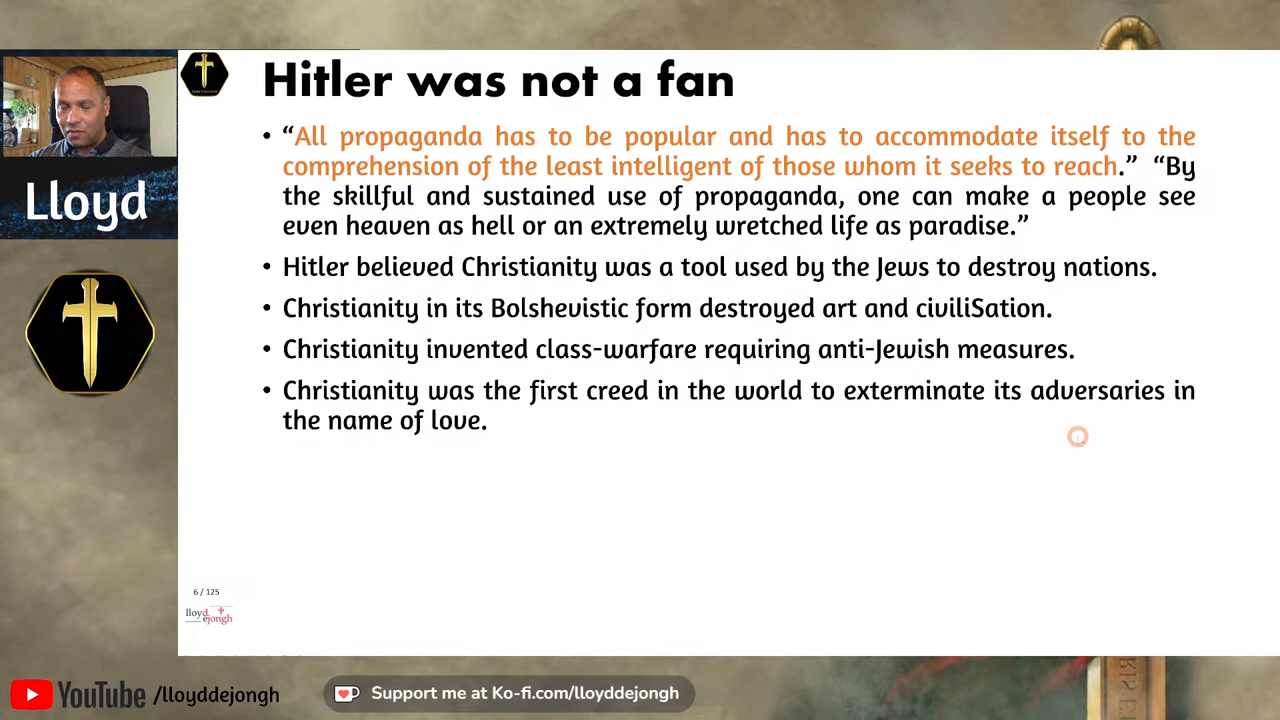 Hitler was not a fan
• “All propaganda has to be popular and has to accommodate itself to the
comprehension of the least intelligent of those whom it seeks to reach.” “By
the skillful and sustained use of propaganda, one can make a people see
even heaven as hell or an extremely wretched life as paradise.”
• Hitler believed Christianity was a tool used by the Jews to destroy nations.
• Christianity in its Bolshevistic form destroyed art and civiliSation.
• Christianity invented class-warfare requiring anti-Jewish measures.
• Christianity was the first creed in the world to exterminate its adversaries in
the name of love.
Lloyd
6 / 125
lloyd.
ejongh
YouTube /lloyddejongh
Support me at Ko-fi.com/lloyddejongh